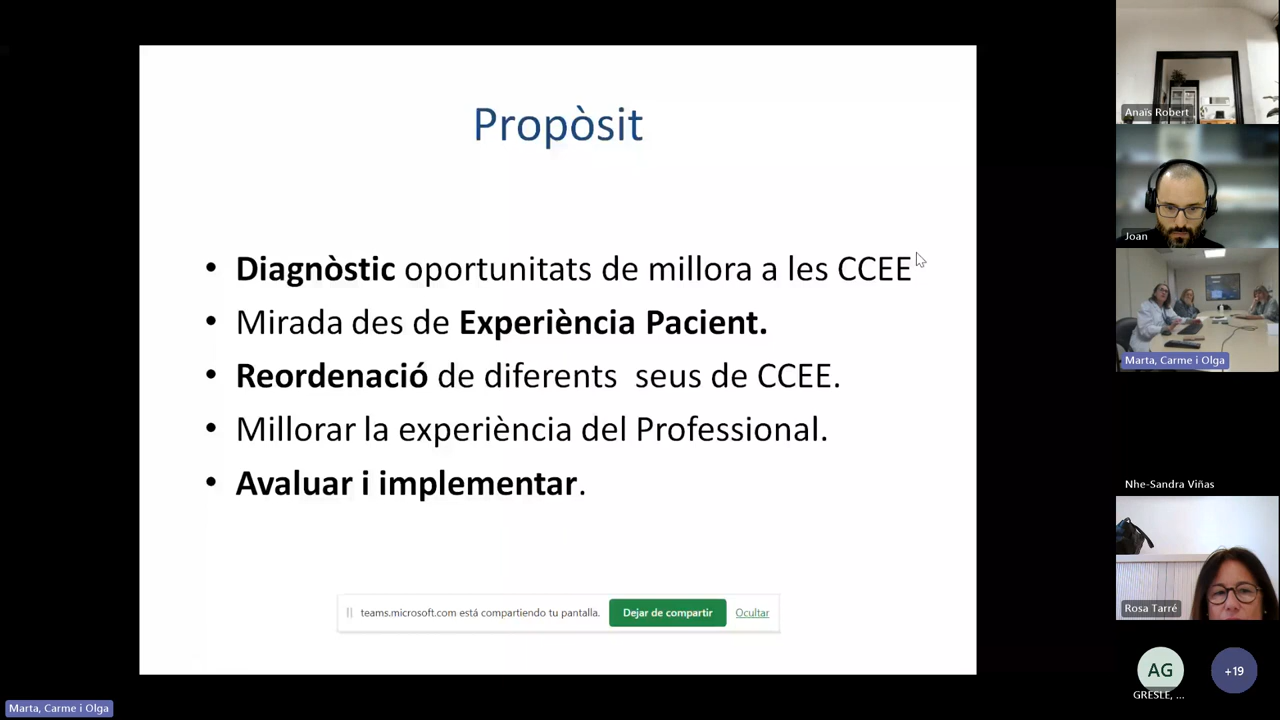 Propòsit
• Diagnòstic oportunitats de millora a les CCEE
• Mirada des de Experiència Pacient.
• Reordenació de diferents seus de CCEE.
• Millorar la experiència del Professional.
• Avaluar i implementar.
teams.microsoft.com está compartiendo tu pantalla. Dejar de compartir Ocultar
Anaïs Robert
Joan
Marta, Carme i Olga
Nhe-Sandra Viñas
Rosa Tarré
AG +19
GRESLE, ...
Marta, Carme i Olga